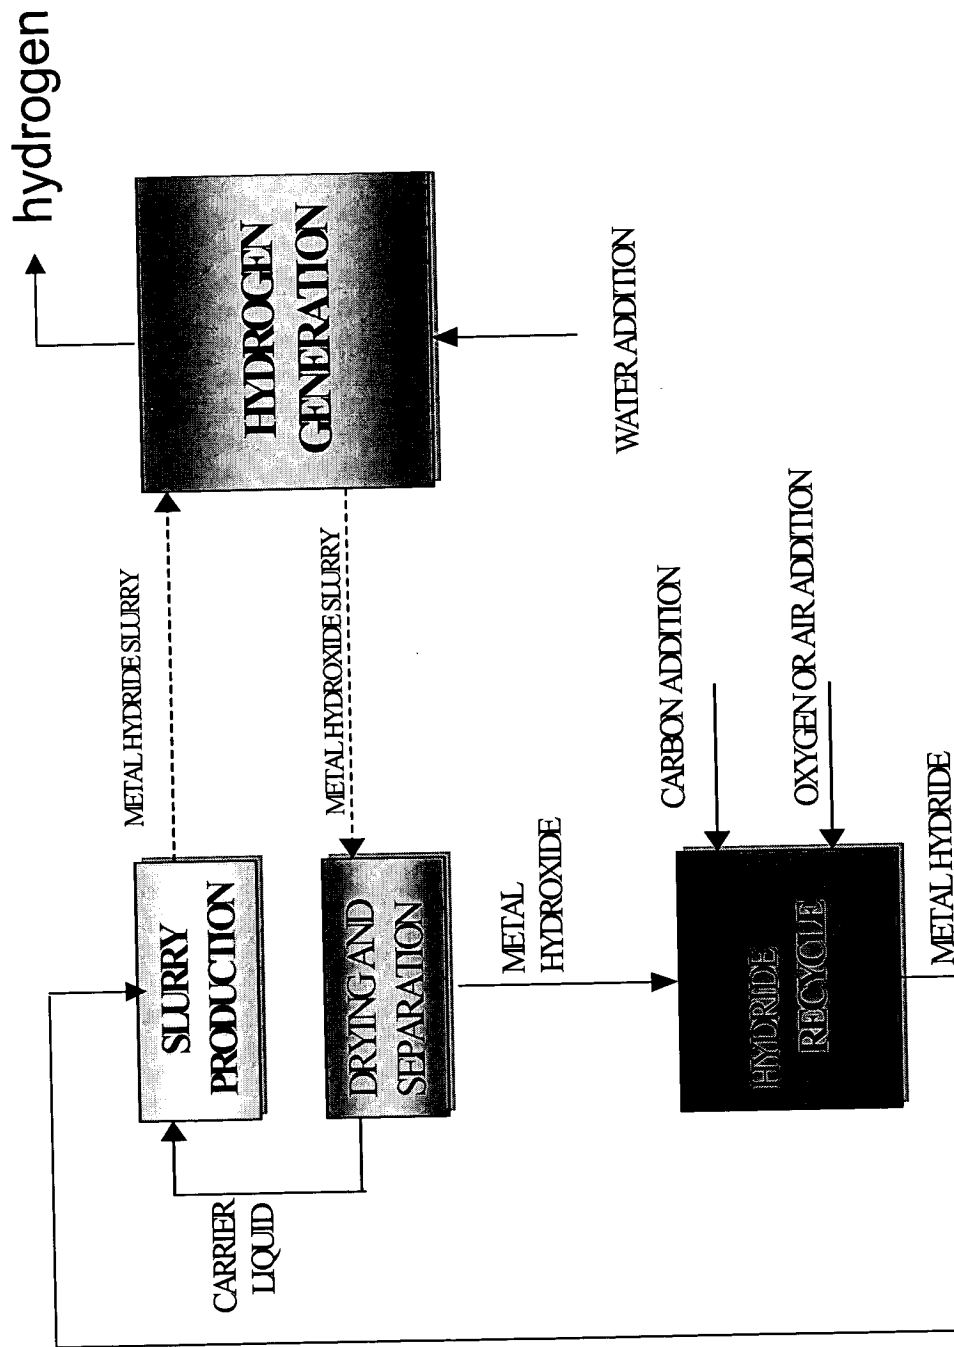 hydrogen
HYDROGEN
GENERATION
WATER ADDITION
METAL HYDRIDE SLURRY
METAL HYDROXIDE SLURRY
SLURRY
PRODUCTION
DRYING AND
SEPARATION
CARRIER
LIQUID
METAL
HYDROXIDE
CARBON ADDITION
OXYGEN OR AIR ADDITION
HYDRIDE
RECYCLE
METAL HYDRIDE